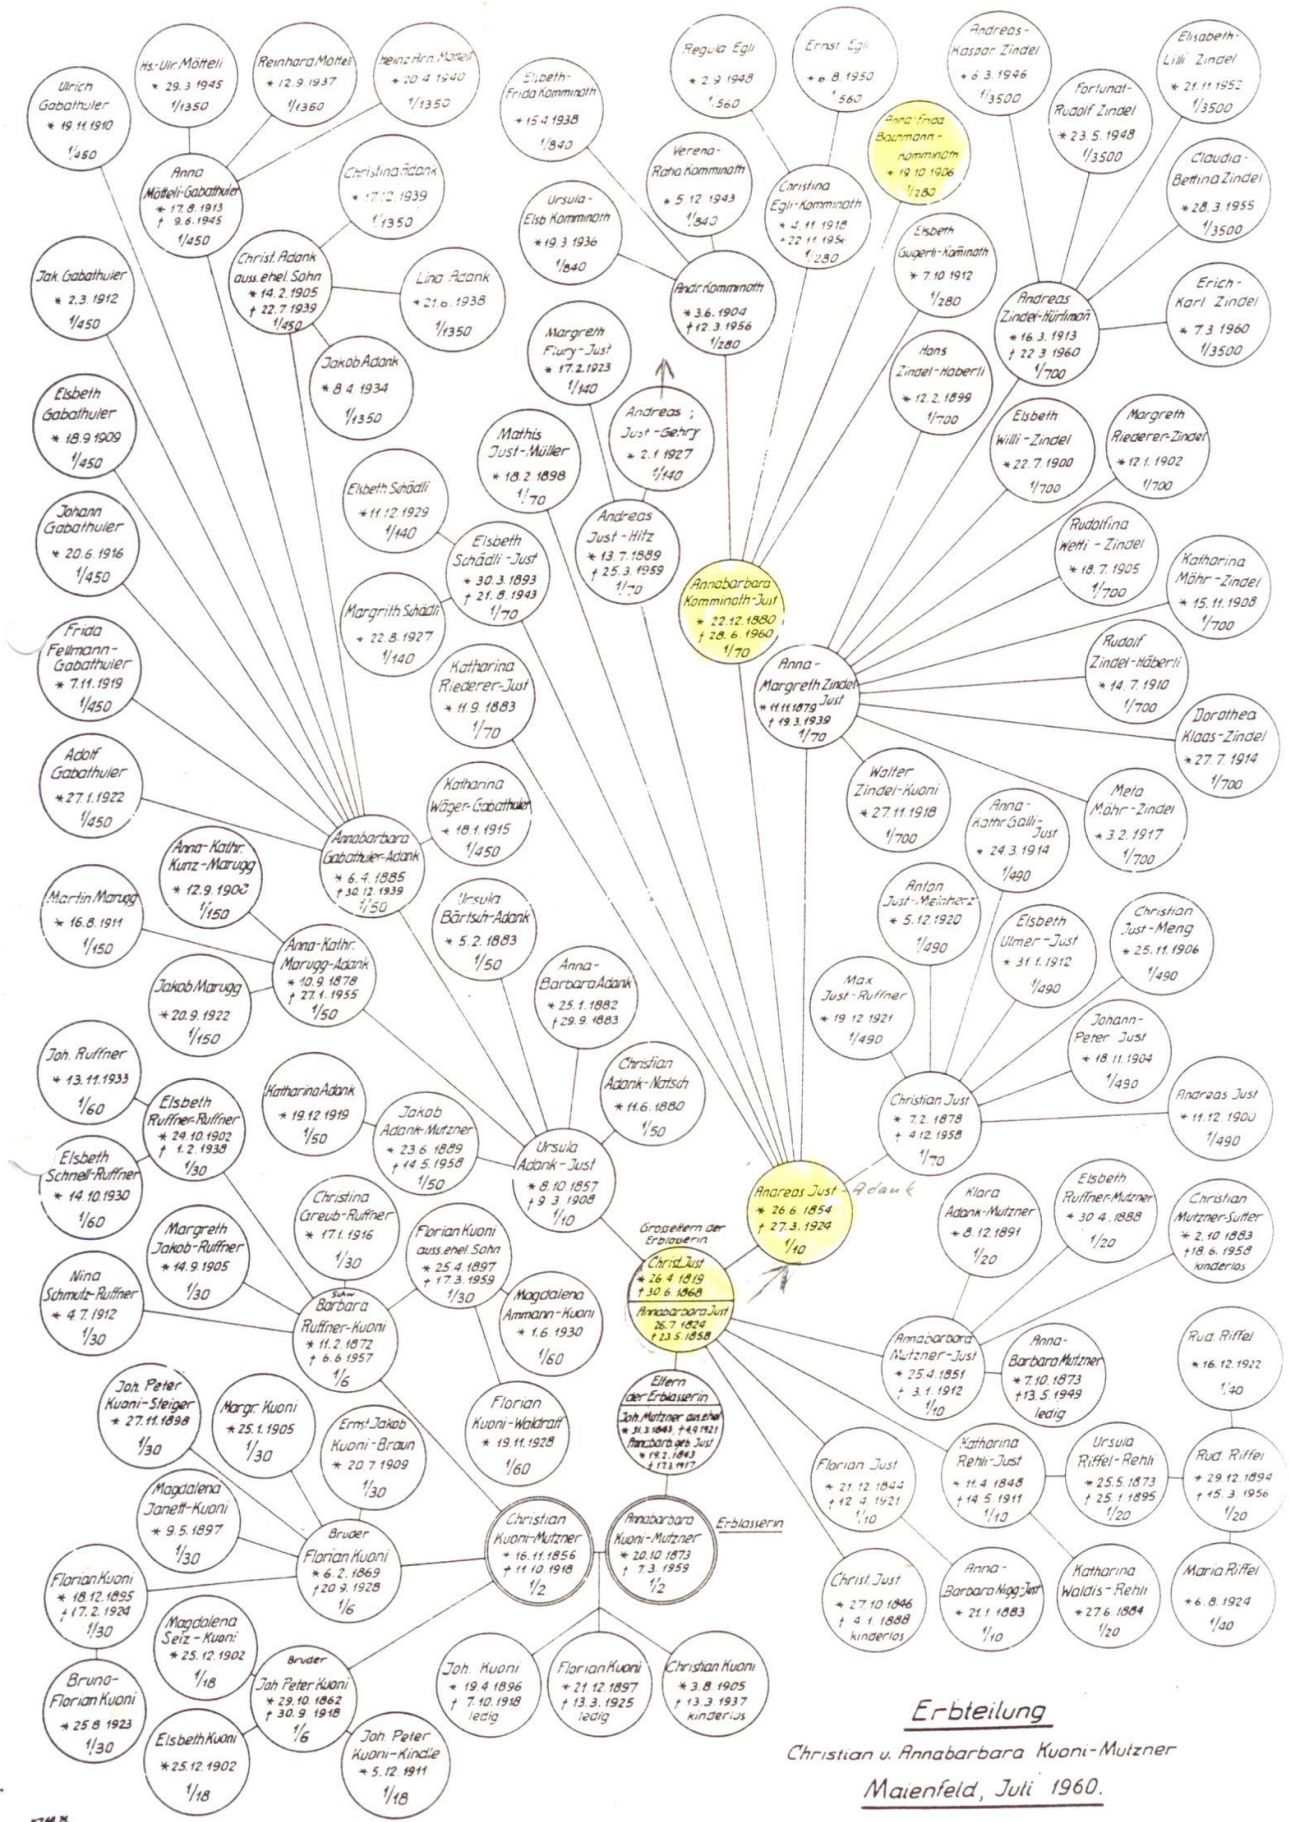 Ulrich
Gabathuler
* 19.11.1910
1/450
Hs.-Ulr. Mötteli
* 29.3.1945
1/1350
Reinhard Mötteli
* 12.9.1937
1/1350
Heinz Arn. Mötteli
* 20.4.1940
1/1350
Elsbeth-
Frida Komminoth
* 15.4.1938
1/840
Regula Egli
* 2.9.1948
1/560
Ernst Egli
* 6.8.1950
1/560
Andreas-
Kaspar Zindel
* 6.3.1946
1/3500
Fortunat-
Rudolf Zindel
* 23.5.1948
1/3500
Elisabeth-
Lilli Zindel
* 21.11.1952
1/3500
Anna
Mötteli-Gabathuler
* 17.8.1913
† 9.6.1945
1/450
Christina Adank
* 17.12.1939
1/1350
Ursula-
Elsb Komminoth
* 19.3.1936
1/840
Verena-
Komminoth
* 5.12.1943
1/840
Christina
Egli-Komminoth
* 4.11.1918
1/280
Anna-Frida
Baumann-
Komminoth
* 19.10.1906
1/280
Claudia-
Bettina Zindel
* 28.3.1955
1/3500
Jak. Gabathuler
* 2.3.1912
1/450
Christ. Adank
auss. ehel. Sohn
* 14.2.1905
† 22.7.1939
1/450
Lina Adank
* 21.6.1938
1/1350
Andr Komminoth
* 3.6.1904
† 12.3.1956
1/280
Elsbeth
Gugerli-Kominoth
* 7.10.1912
1/280
Andreas
Zindel-Hürlimañ
* 16.3.1913
† 22.3.1960
1/700
Erich-
Karl Zindel
* 7.3.1960
1/3500
Jakob Adank
* 8.4.1934
1/1350
Margreth
Flury-Just
* 17.2.1923
1/140
Hans
Zindel-Häberli
* 12.2.1899
1/700
Elsbeth
Gabathuler
* 18.9.1909
1/450
Mathis
Just-Müller
* 18.2.1898
1/70
Andreas
Just-Gehry
* 2.1.1927
1/140
Elsbeth
Willi-Zindel
* 22.7.1900
1/700
Margreth
Riederer-Zindel
* 12.1.1902
1/700
Johann
Gabathuler
* 20.6.1916
1/450
Elsbeth Schädli
* 11.12.1929
1/140
Elsbeth
Schädli-Just
* 30.3.1893
† 21.8.1943
1/70
Andreas
Just-Hitz
* 13.7.1889
† 25.3.1959
1/70
Annabarbara
Komminoth-Just
* 22.12.1880
† 28.6.1960
1/70
Rudolfina
Wetti-Zindel
* 18.7.1905
1/700
Katharina
Möhr-Zindel
* 15.11.1908
1/700
Margrith Schädli
* 22.8.1927
1/140
Frida
Fellmann-
Gabathuler
* 7.11.1919
1/450
Katharina
Riederer-Just
* 11.9.1883
1/70
Anna-
Margreth Zindel
Just
* 11.11.1879
† 19.3.1939
1/70
Rudolf
Zindel-Häberli
* 14.7.1910
1/700
Dorothea
Klaas-Zindel
* 27.7.1914
1/700
Adolf
Gabathuler
* 27.1.1922
1/450
Katharina
Wäger-Gabathuler
* 18.1.1915
1/450
Walter
Zindel-Kuoni
* 27.11.1918
1/700
Meta
Möhr-Zindel
* 3.2.1917
1/700
Annabarbara
Gabathuler-Adank
* 6.4.1885
† 30.12.1939
1/50
Anna-
Kathr Galli-
Just
* 24.3.1914
1/490
Anna-Kathr.
Kunz-Marugg
* 12.9.1908
1/150
Martin Marugg
* 16.8.1911
1/150
Ursula
Bärtsch-Adank
* 5.2.1883
1/50
Anton
Just-Meinherz
* 5.12.1920
1/490
Elsbeth
Ulmer-Just
* 31.1.1912
1/490
Christian
Just-Meng
* 25.11.1906
1/490
Anna-Kathr.
Marugg-Adank
* 10.9.1878
† 27.1.1955
1/50
Jakob Marugg
* 20.9.1922
1/150
Anna-
Barbara Adank
* 25.1.1882
† 29.9.1883
Max
Just-Ruffner
* 19.12.1921
1/490
Johann-
Peter Just
* 18.11.1904
1/490
Joh. Ruffner
* 13.11.1933
1/60
Christian
Adank-Natsch
* 11.6.1880
1/50
Christian Just
* 7.2.1878
† 4.12.1958
1/70
Andreas Just
* 11.12.1900
1/490
Elsbeth
Ruffner-Ruffner
* 24.10.1902
† 1.2.1938
1/30
Katharina Adank
* 19.12.1919
1/50
Jakob
Adank-Mutzner
* 23.6.1889
† 14.5.1958
1/50
Ursula
Adank-Just
* 8.10.1857
† 9.3.1908
1/10
Elsbeth
Schnell-Ruffner
* 14.10.1930
1/60
Andreas Just - Adank
* 26.6.1854
† 27.3.1924
1/10
Klara
Adank-Mutzner
* 8.12.1891
1/20
Elsbeth
Ruffner-Mutzner
* 30.4.1888
1/20
Christian
Mutzner-Sutter
* 2.10.1883
† 18.6.1958
kinderlos
Margreth
Jakob-Ruffner
* 14.9.1905
1/30
Christina
Greub-Ruffner
* 17.1.1916
1/30
Florian Kuoni
auss. ehel. Sohn
* 25.4.1897
† 17.3.1959
1/30
Grosseltern der
Erblasserin
Christ. Just
* 26.4.1819
† 30.6.1868
Annabarbara Just
26.7.1824
† 23.5.1858
Nina
Schmutz-Ruffner
* 4.7.1912
1/30
Schw
Barbara
Ruffner-Kuoni
* 11.2.1872
† 6.6.1957
1/6
Magdalena
Ammann-Kuoni
* 1.6.1930
1/60
Annabarbara
Mutzner-Just
* 25.4.1851
† 3.1.1912
1/10
Anna-
Barbara Mutzner
* 7.10.1873
† 13.5.1949
ledig
Rud. Riffel
* 16.12.1922
1/40
Joh. Peter
Kuoni-Steiger
* 27.11.1898
1/30
Margr. Kuoni
* 25.1.1905
1/30
Ernst Jakob
Kuoni-Braun
* 20.7.1909
1/30
Florian
Kuoni-Waldraff
* 19.11.1928
1/60
Eltern
der Erblasserin
Joh. Mutzner aus. ehel
Annabarb. geb. Just
* 19.2.1843
Florian Just
* 21.12.1844
† 12.4.1921
1/10
Katharina
Rehli-Just
* 11.4.1848
† 14.5.1911
1/10
Ursula
Riffel-Rehli
* 25.5.1873
† 25.1.1895
1/20
Rud. Riffel
* 29.12.1894
† 15.3.1956
1/20
Magdalena
Janett-Kuoni
* 9.5.1897
1/30
Bruder
Florian Kuoni
* 6.2.1869
† 20.9.1928
1/6
Christian
Kuoni-Mutzner
* 16.11.1856
† 11.10.1918
1/2
Annabarbara
Kuoni-Mutzner
* 20.10.1873
† 7.3.1959
1/2
Erblasserin
Florian Kuoni
* 18.12.1895
† 17.2.1924
1/30
Christ. Just
* 27.10.1846
† 4.1.1888
kinderlos
Anna-
Barbara Nigg-Just
* 21.1.1883
1/10
Katharina
Waldis-Rehli
* 27.6.1884
1/20
Maria Riffel
* 6.8.1924
1/40
Magdalena
Seiz-Kuoni
* 25.12.1902
1/18
Bruno-
Florian Kuoni
* 25.8.1923
1/30
Bruder
Joh Peter Kuoni
* 29.10.1862
† 30.9.1918
1/6
Joh. Kuoni
* 19.4.1896
† 7.10.1918
ledig
Florian Kuoni
* 21.12.1897
† 13.3.1925
ledig
Christian Kuoni
* 3.8.1905
† 13.3.1937
kinderlos
Elsbeth Kuoni
* 25.12.1902
1/18
Joh. Peter
Kuoni-Kindle
* 5.12.1911
1/18
Erbteilung
Christian u. Annabarbara Kuoni-Mutzner
Maienfeld, Juli 1960.